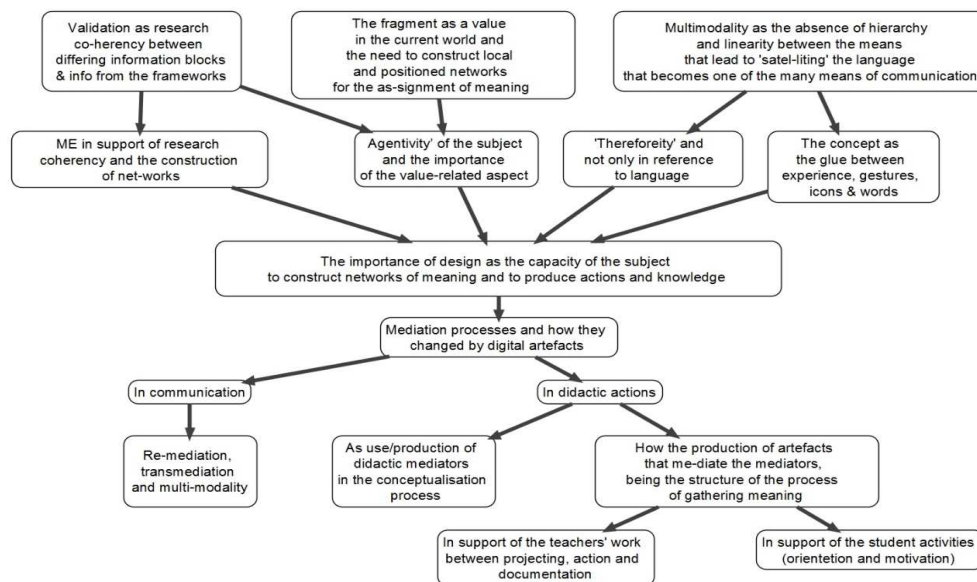 Validation as research
co-herency between
differing information blocks
& info from the frameworks
The fragment as a value
in the current world and
the need to construct local
and positioned networks
for the as-signment of meaning
Multimodality as the absence of hierarchy
and linearity between the means
that lead to 'satel-liting' the language
that becomes one of the many means of communication
ME in support of research
coherency and the construction
of net-works
Agentivity' of the subject
and the importance
of the value-related aspect
'Thereforeity' and
not only in reference
to language
The concept as
the glue between
experience, gestures,
icons & words
The importance of design as the capacity of the subject
to construct networks of meaning and to produce actions and knowledge
Mediation processes and how they
changed by digital artefacts
In communication
In didactic actions
Re-mediation,
transmediation
and multi-modality
As use/production of
didactic mediators
in the conceptualisation
process
How the production of artefacts
that me-diate the mediators,
being the structure of the process
of gathering meaning
In support of the teachers' work
between projecting, action and
documentation
In support of the student activities
(orientetion and motivation)